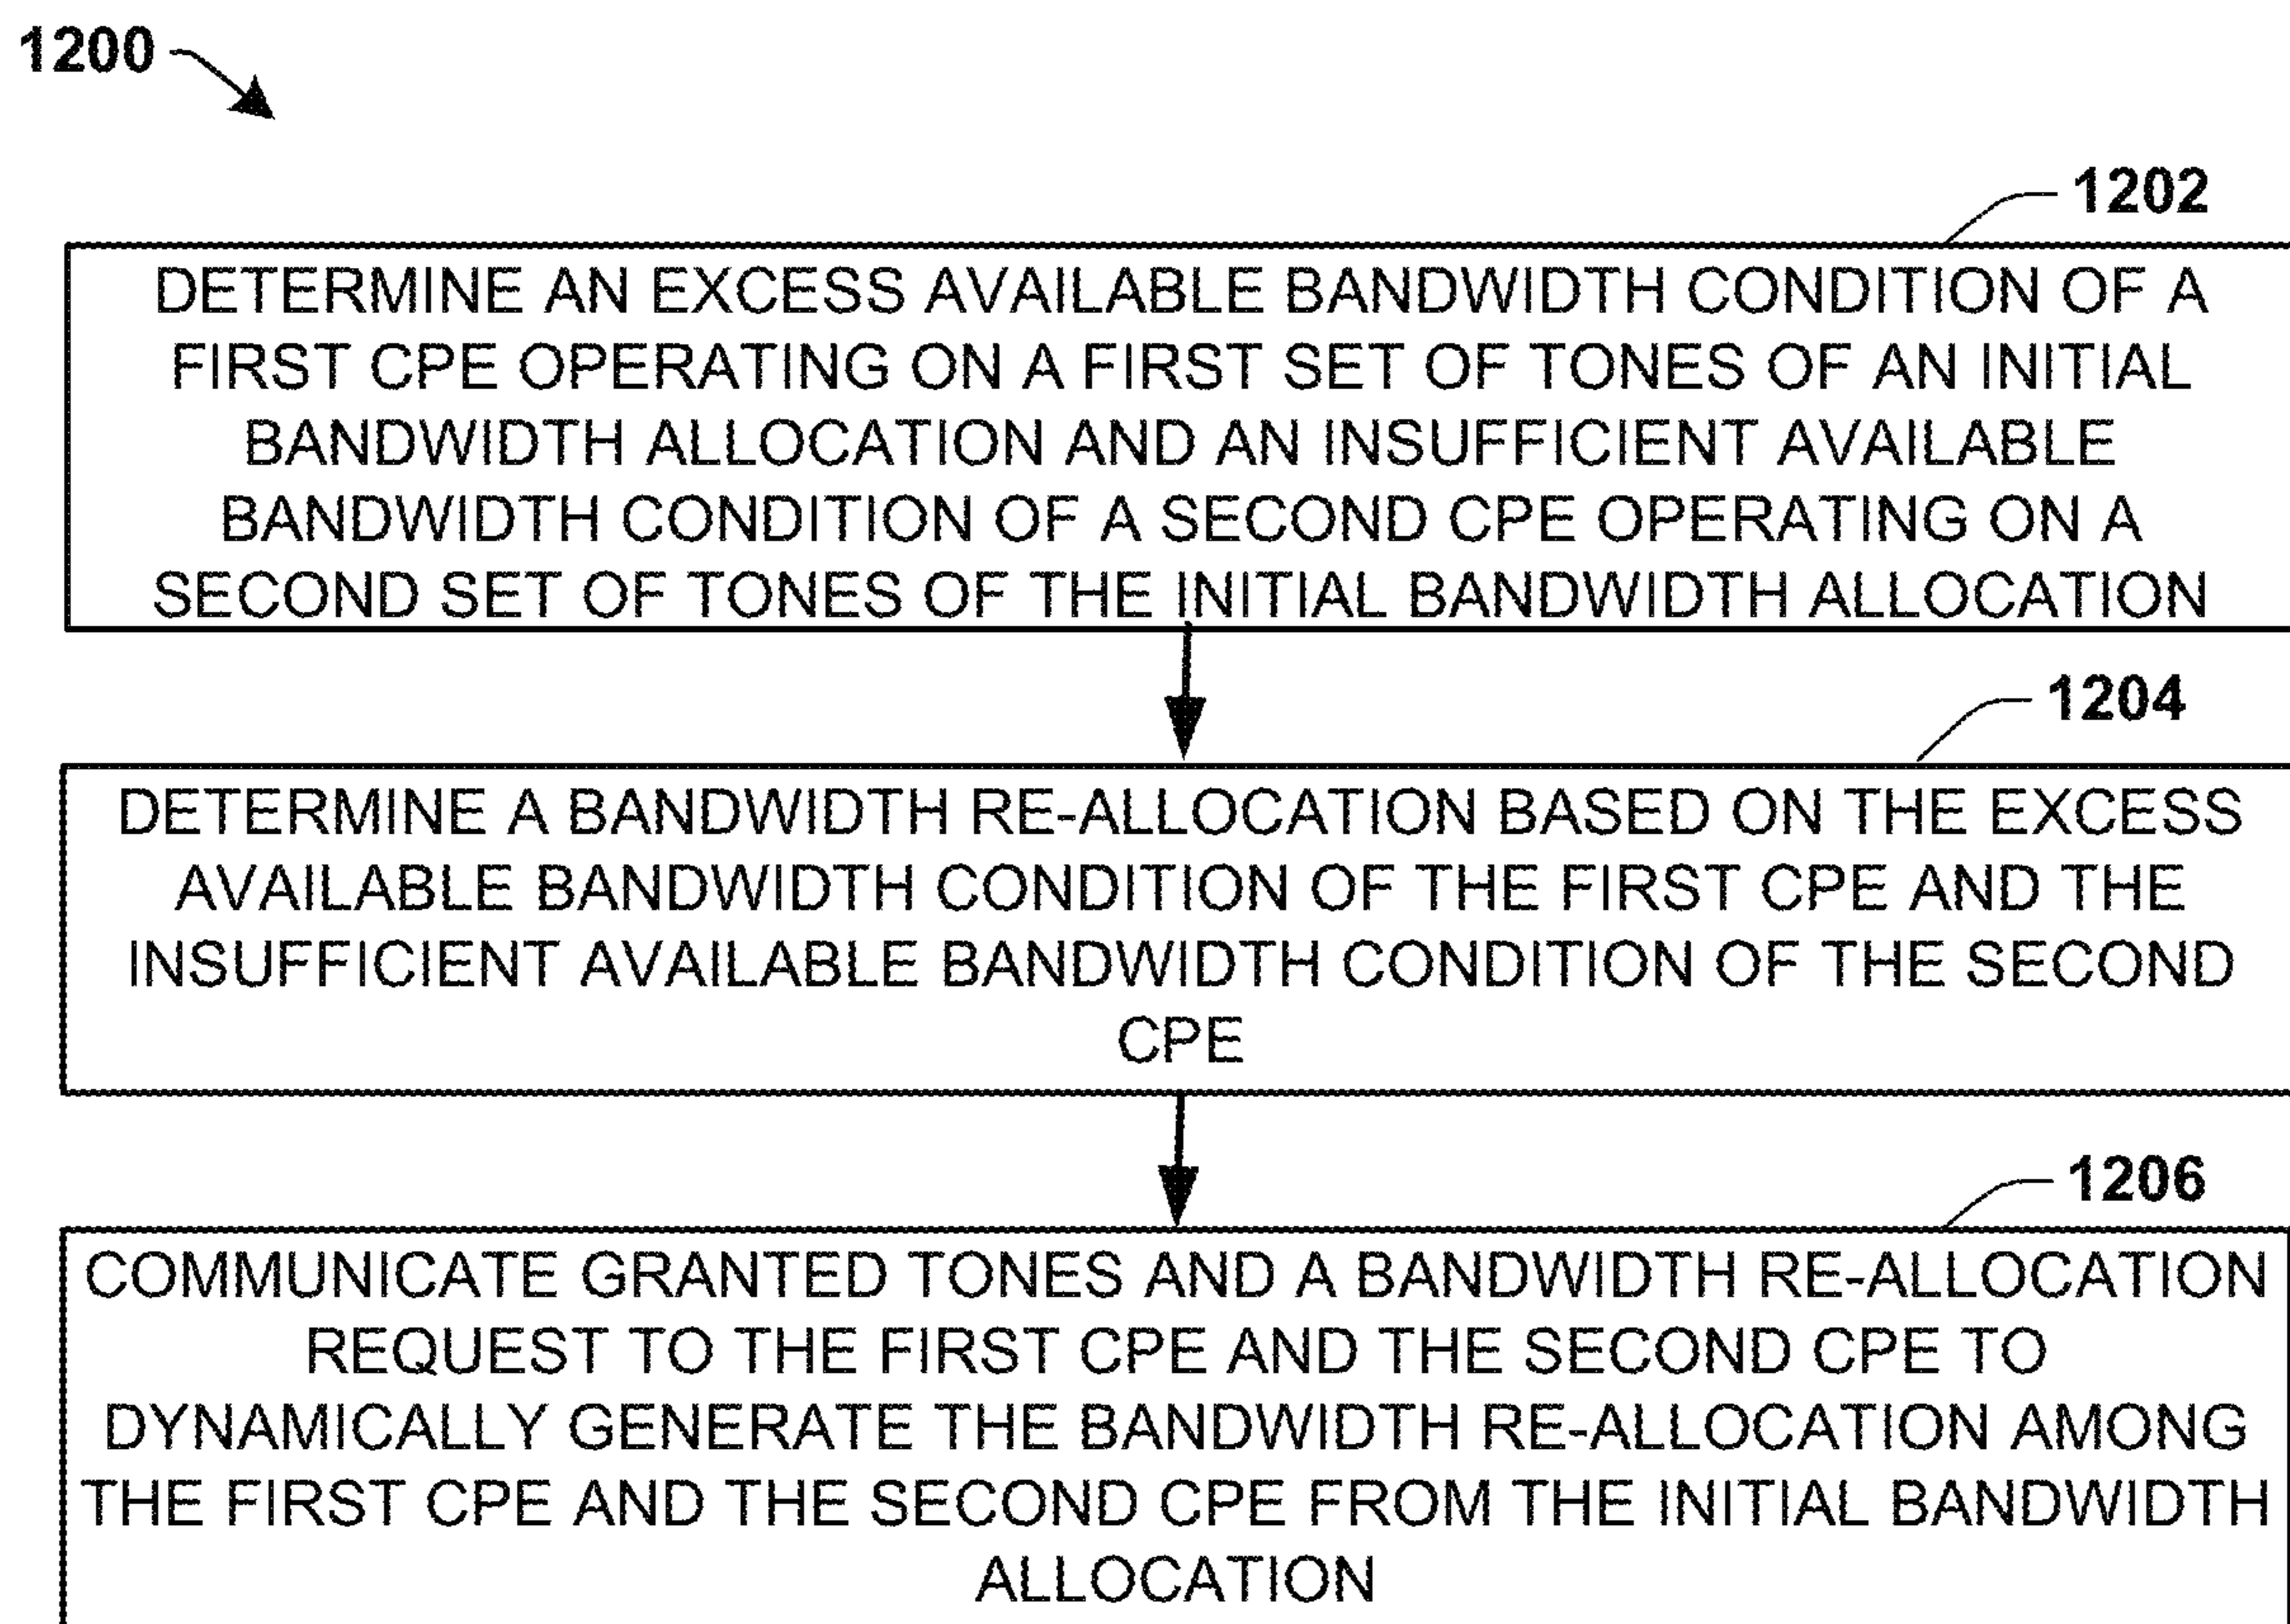 1200
1202
DETERMINE AN EXCESS AVAILABLE BANDWIDTH CONDITION OF A
FIRST CPE OPERATING ON A FIRST SET OF TONES OF AN INITIAL
BANDWIDTH ALLOCATION AND AN INSUFFICIENT AVAILABLE
BANDWIDTH CONDITION OF A SECOND CPE OPERATING ON A
SECOND SET OF TONES OF THE INITIAL BANDWIDTH ALLOCATION
1204
DETERMINE A BANDWIDTH RE-ALLOCATION BASED ON THE EXCESS
AVAILABLE BANDWIDTH CONDITION OF THE FIRST CPE AND THE
INSUFFICIENT AVAILABLE BANDWIDTH CONDITION OF THE SECOND
CPE
1206
COMMUNICATE GRANTED TONES AND A BANDWIDTH RE-ALLOCATION
REQUEST TO THE FIRST CPE AND THE SECOND CPE TO
DYNAMICALLY GENERATE THE BANDWIDTH RE-ALLOCATION AMONG
THE FIRST CPE AND THE SECOND CPE FROM THE INITIAL BANDWIDTH
ALLOCATION